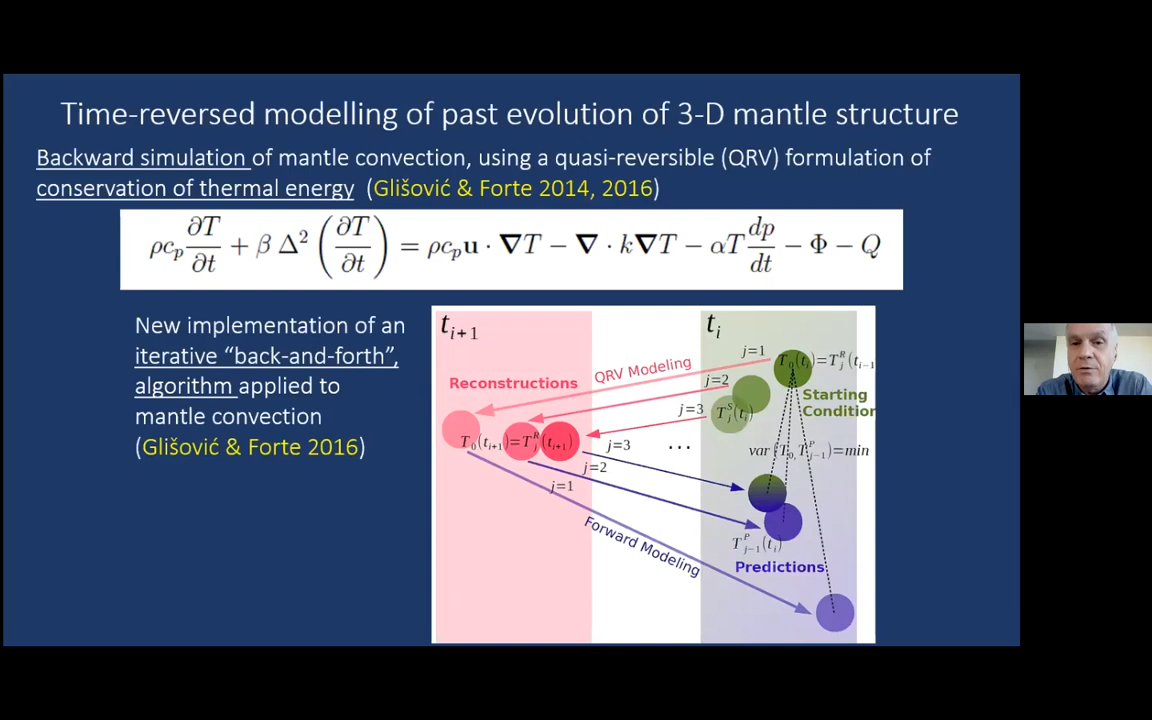 Time-reversed modelling of past evolution of 3-D mantle structure
Backward simulation of mantle convection, using a quasi-reversible (QRV) formulation of
conservation of thermal energy (Glišović & Forte 2014, 2016)
ρc_p ∂T/∂t + β Δ² (∂T/∂t) = ρc_p u · ∇T − ∇ · k∇T − αT dp/dt − Φ − Q
New implementation of an
iterative “back-and-forth”,
algorithm applied to
mantle convection
(Glišović & Forte 2016)
t_{i+1}
t_i
QRV Modeling
j=1
T_0(t_i)=T_j^R(t_{i-1}
Reconstructions
j=2
Starting
Condition
j=3
T_j^S(t_i)
T_0(t_{i+1})=T_j^R(t_{i+1})
j=3
...
var(T_0,T_{j-1}^P)=min
j=2
j=1
Forward Modeling
T_{j-1}^P(t_i)
Predictions